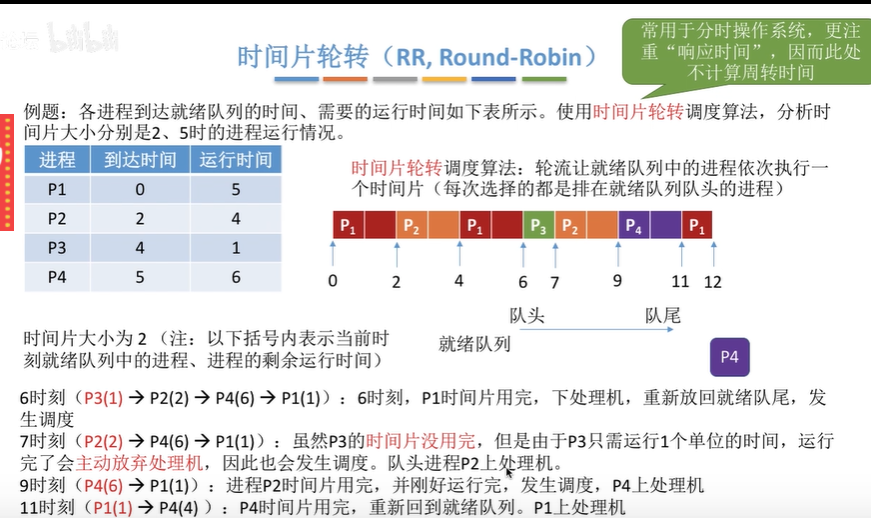 bilibili
常用于分时操作系统，更注
重“响应时间”，因而此处
不计算周转时间
时间片轮转（RR, Round-Robin）
例题：各进程到达就绪队列的时间、需要的运行时间如下表所示。使用时间片轮转调度算法，分析时
间片大小分别是2、5时的进程运行情况。
进程 到达时间 运行时间
P1 0 5
P2 2 4
P3 4 1
P4 5 6
时间片轮转调度算法：轮流让就绪队列中的进程依次执行一
个时间片（每次选择的都是排在就绪队列队头的进程）
P1 P2 P1 P3 P2 P4 P1
0 2 4 6 7 9 11 12
队头 队尾
就绪队列
P4
时间片大小为 2 （注：以下括号内表示当前时
刻就绪队列中的进程、进程的剩余运行时间）
6时刻（P3(1) → P2(2) → P4(6) → P1(1)）：6时刻，P1时间片用完，下处理机，重新放回就绪队尾，发
生调度
7时刻（P2(2) → P4(6) → P1(1)）：虽然P3的时间片没用完，但是由于P3只需运行1个单位的时间，运行
完了会主动放弃处理机，因此也会发生调度。队头进程P2上处理机。
9时刻（P4(6) → P1(1)）：进程P2时间片用完，并刚好运行完，发生调度，P4上处理机
11时刻（P1(1) → P4(4) ）：P4时间片用完，重新回到就绪队列。P1上处理机